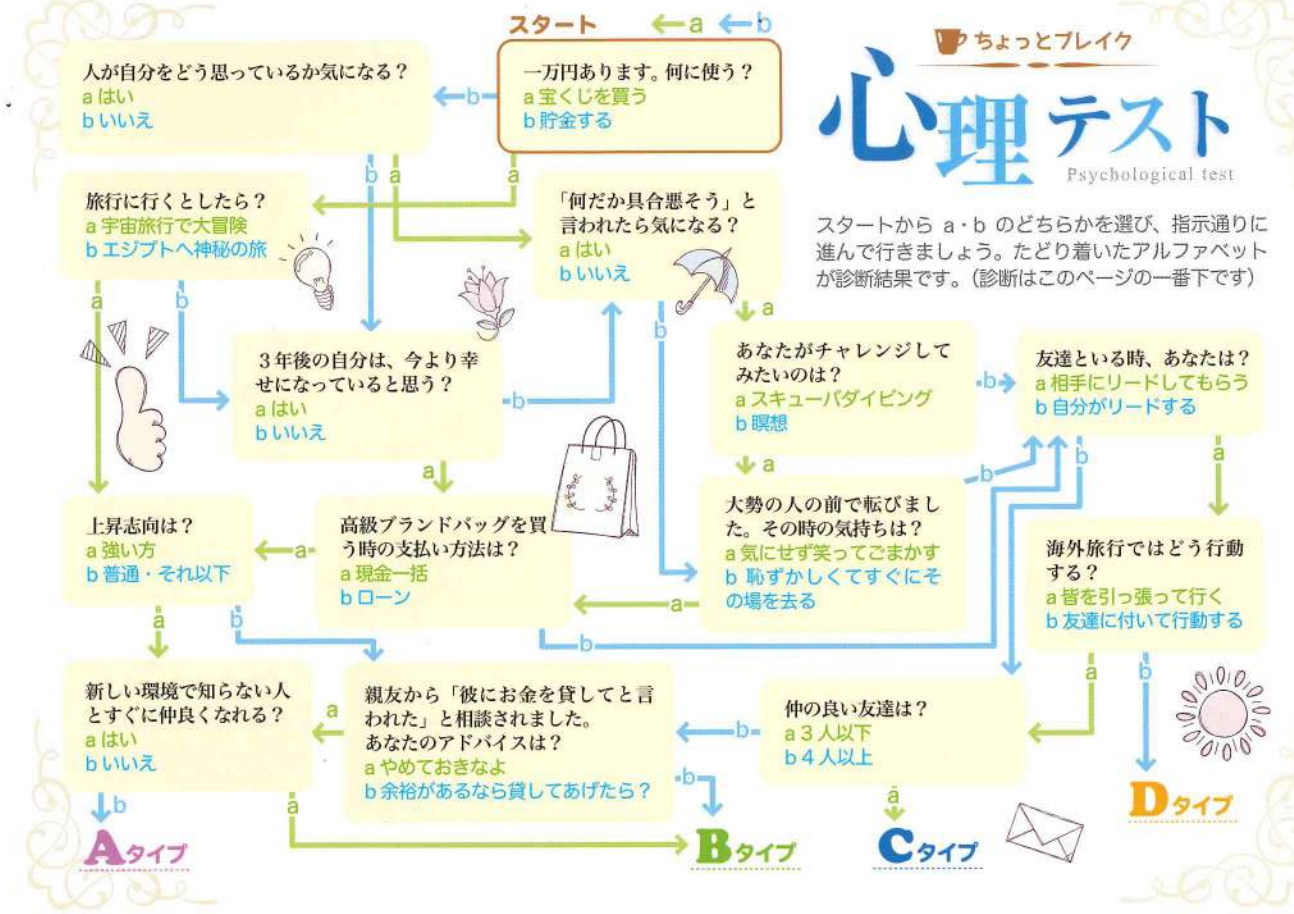 ちょっとブレイク
心理テスト
Psychological test
スタートから a・b のどちらかを選び、指示通りに
進んで行きましょう。たどり着いたアルファベット
が診断結果です。（診断はこのページの一番下です）
スタート
←a ←b
一万円あります。何に使う？
a 宝くじを買う
b 貯金する
b
a
人が自分をどう思っているか気になる？
a はい
b いいえ
b
a
旅行に行くとしたら？
a 宇宙旅行で大冒険
b エジプトへ神秘の旅
a
b
「何だか具合悪そう」と
言われたら気になる？
a はい
b いいえ
b
a
3年後の自分は、今より幸
せになっていると思う？
a はい
b いいえ
b
a
あなたがチャレンジして
みたいのは？
a スキューバダイビング
b 瞑想
b
a
友達といる時、あなたは？
a 相手にリードしてもらう
b 自分がリードする
b
a
上昇志向は？
a 強い方
b 普通・それ以下
a
b
高級ブランドバッグを買
う時の支払い方法は？
a 現金一括
b ローン
a
b
大勢の人の前で転びまし
た。その時の気持ちは？
a 気にせず笑ってごまかす
b 恥ずかしくてすぐにそ
の場を去る
b
a
海外旅行ではどう行動
する？
a 皆を引っ張って行く
b 友達に付いて行動する
a
b
新しい環境で知らない人
とすぐに仲良くなれる？
a はい
b いいえ
b
a
親友から「彼にお金を貸してと言
われた」と相談されました。
あなたのアドバイスは？
a やめておきなよ
b 余裕があるなら貸してあげたら？
a
b
仲の良い友達は？
a 3人以下
b 4人以上
b
a
Aタイプ
Bタイプ
Cタイプ
Dタイプ